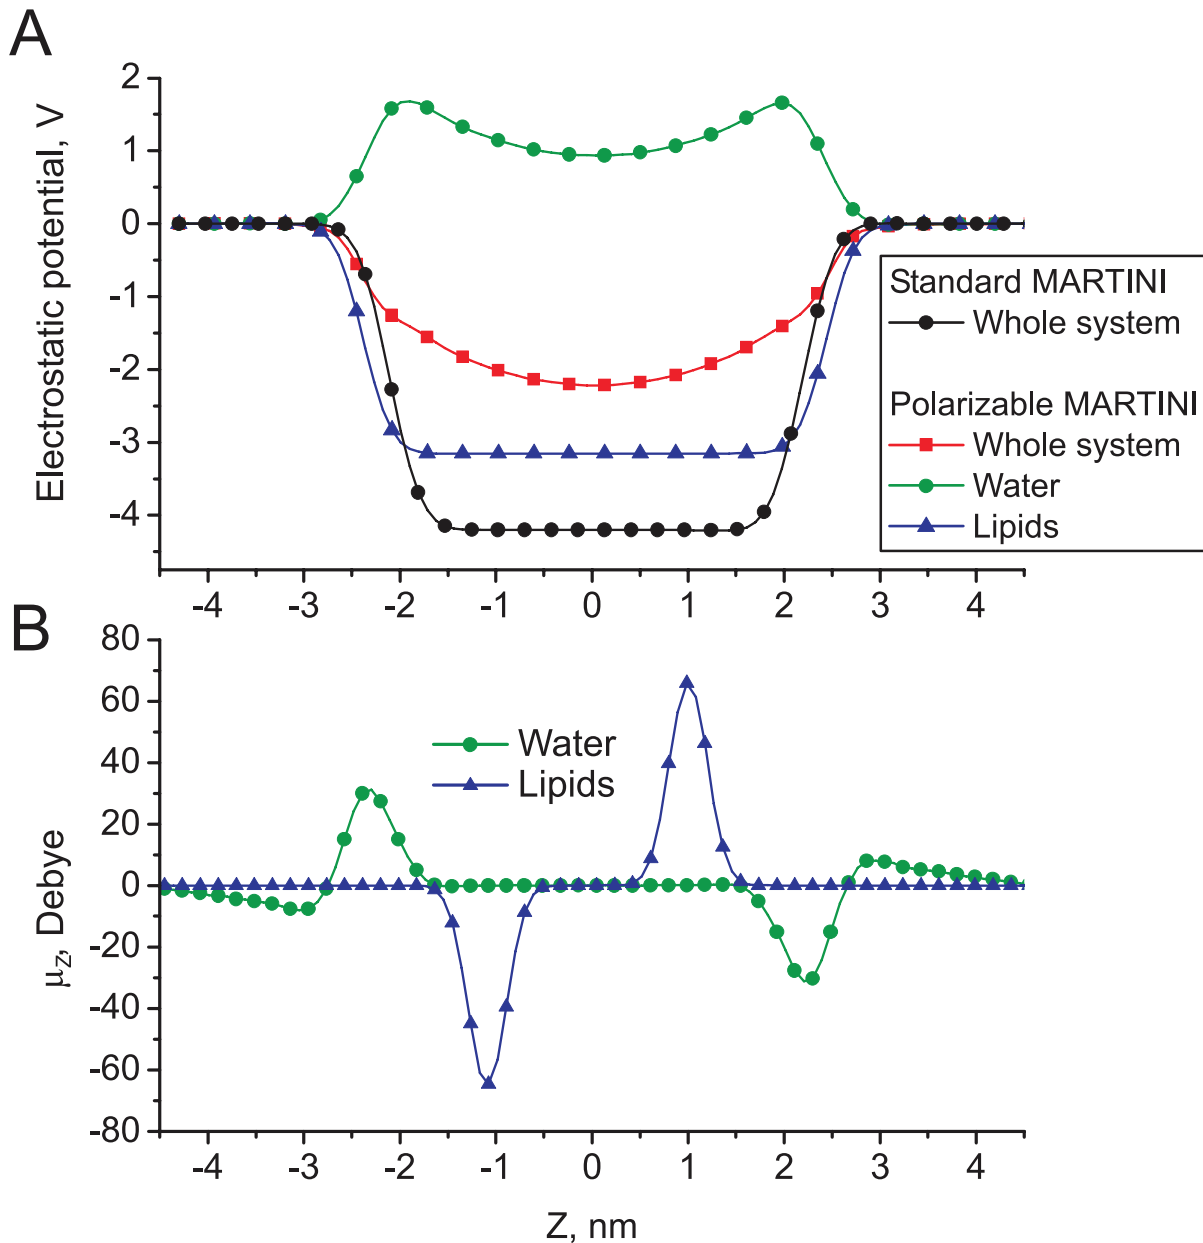 A
Electrostatic potential, V
2
1
0
-1
-2
-3
-4
-4 -3 -2 -1 0 1 2 3 4
Standard MARTINI
Whole system
Polarizable MARTINI
Whole system
Water
Lipids
B
μZ, Debye
80
60
40
20
0
-20
-40
-60
-80
Water
Lipids
-4 -3 -2 -1 0 1 2 3 4
Z, nm